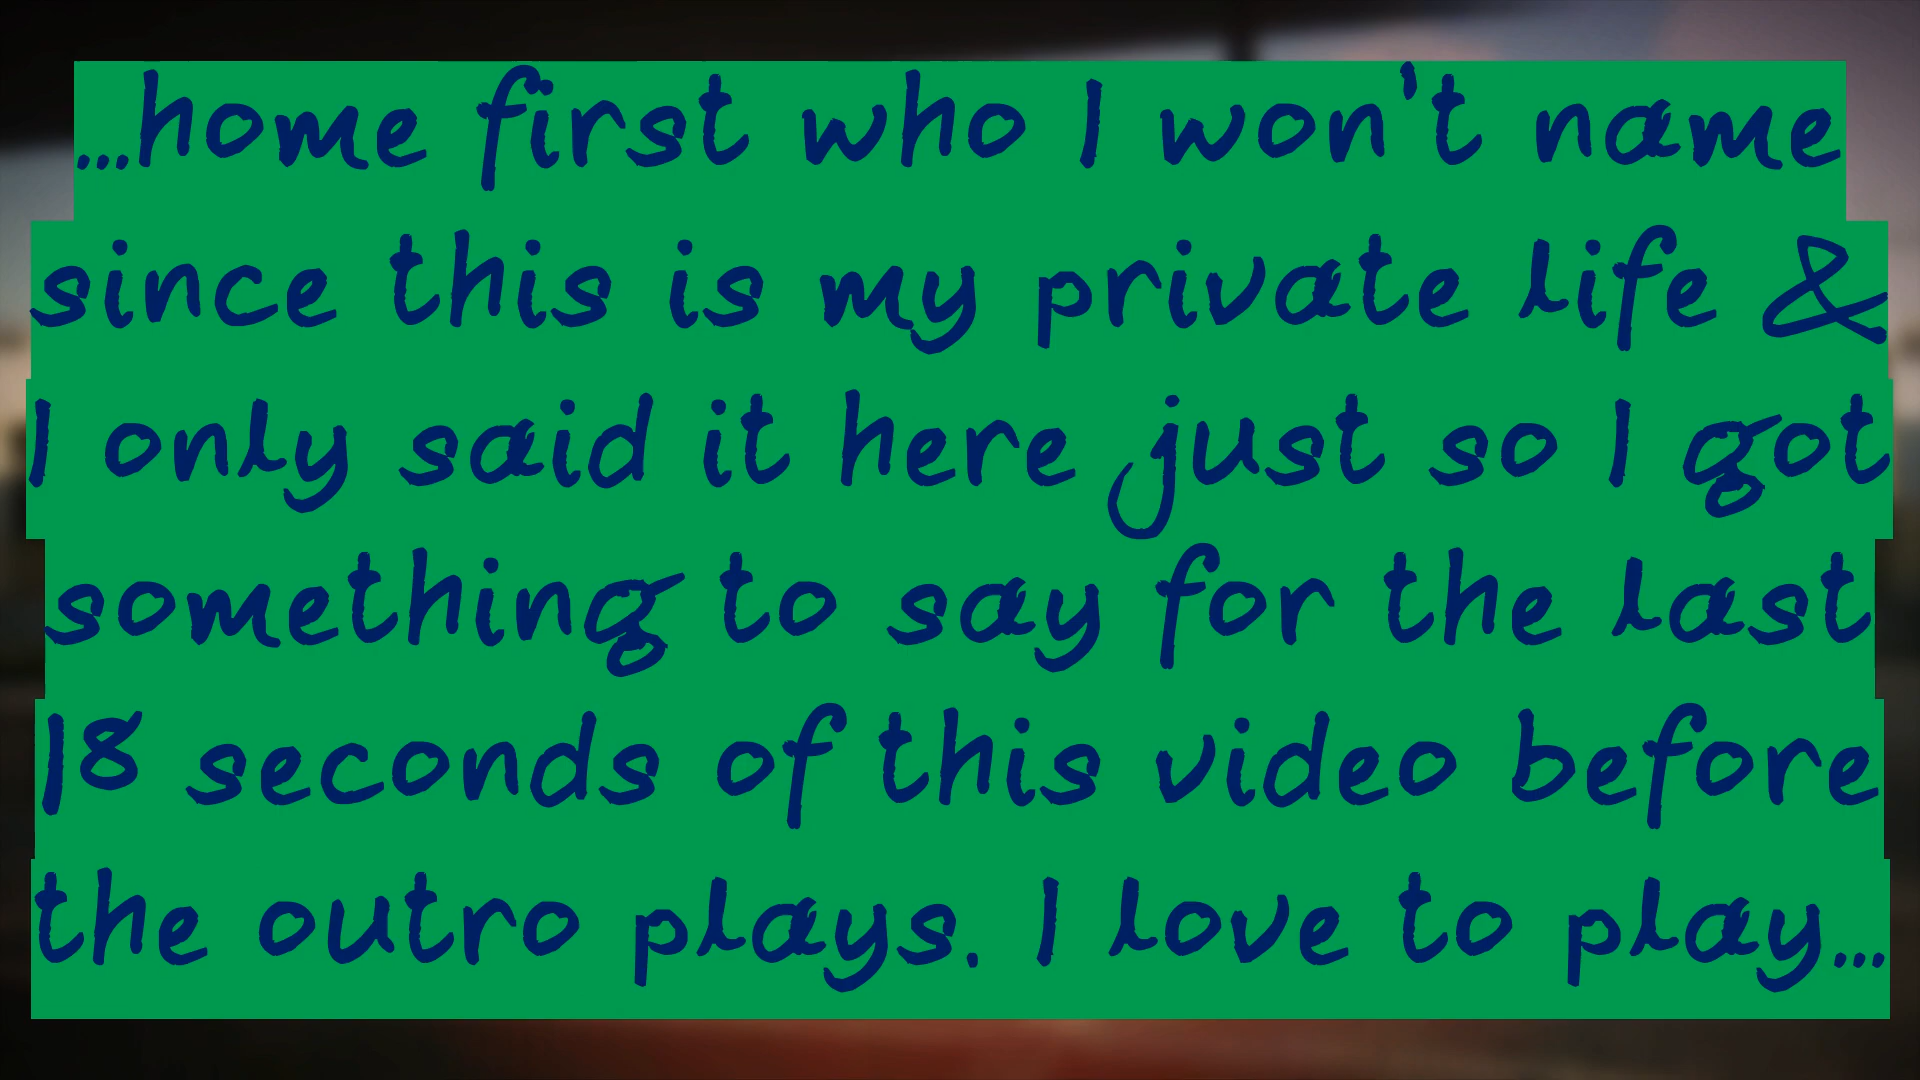 ...home first who I won't name
since this is my private life &
I only said it here just so I got
something to say for the last
18 seconds of this video before
the outro plays. I love to play...